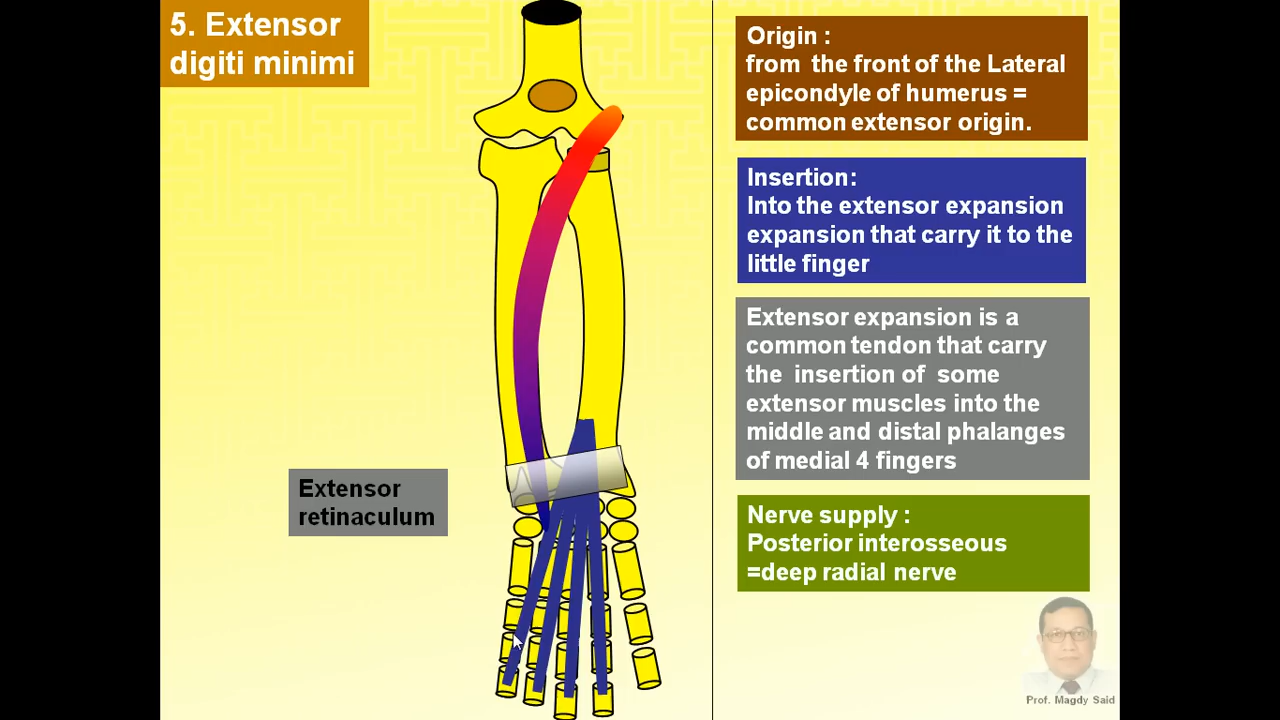 5. Extensor
digiti minimi
Origin :
from the front of the Lateral
epicondyle of humerus =
common extensor origin.
Insertion:
Into the extensor expansion
expansion that carry it to the
little finger
Extensor expansion is a
common tendon that carry
the insertion of some
extensor muscles into the
middle and distal phalanges
of medial 4 fingers
Extensor
retinaculum
Nerve supply :
Posterior interosseous
=deep radial nerve
Prof. Magdy Said